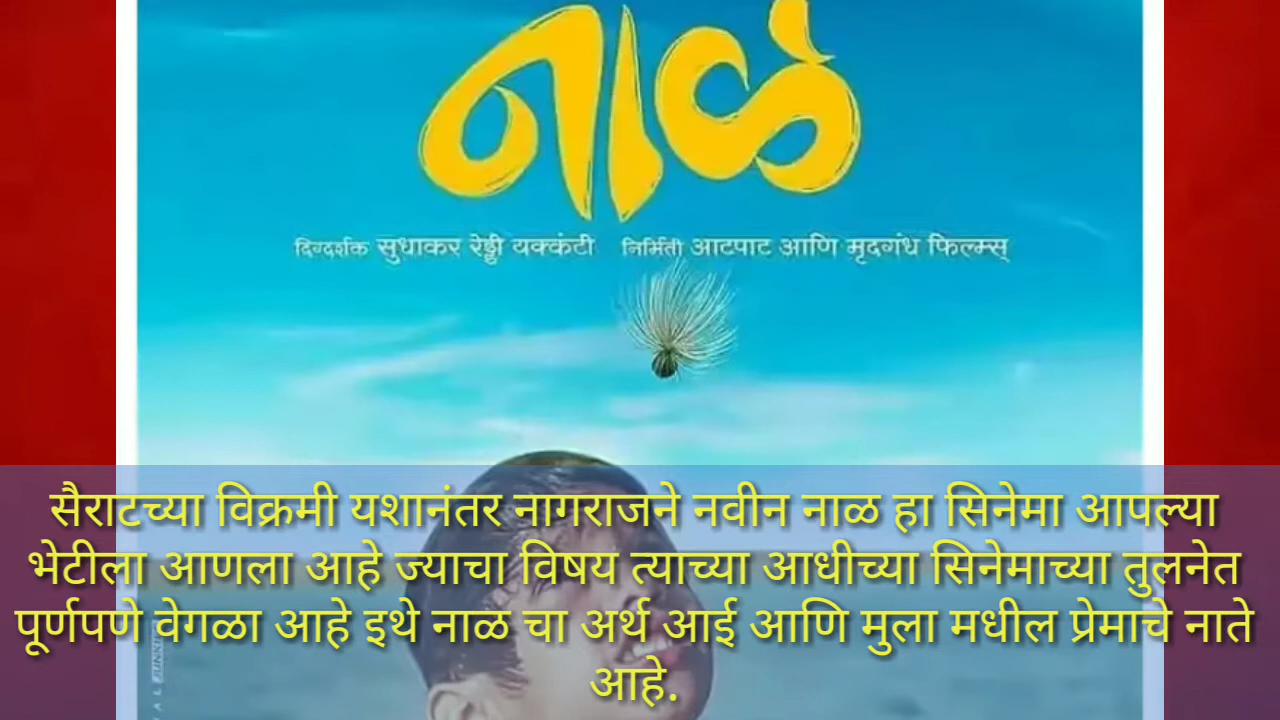 नाळ
दिग्दर्शक सुधाकर रेड्डी यक्कंटी निर्मिती आटपाट आणि मृदगंध फिल्म्स्
सैराटच्या विक्रमी यशानंतर नागराजने नवीन नाळ हा सिनेमा आपल्या
भेटीला आणला आहे ज्याचा विषय त्याच्या आधीच्या सिनेमाच्या तुलनेत
पूर्णपणे वेगळा आहे इथे नाळ चा अर्थ आई आणि मुला मधील प्रेमाचे नाते
आहे.